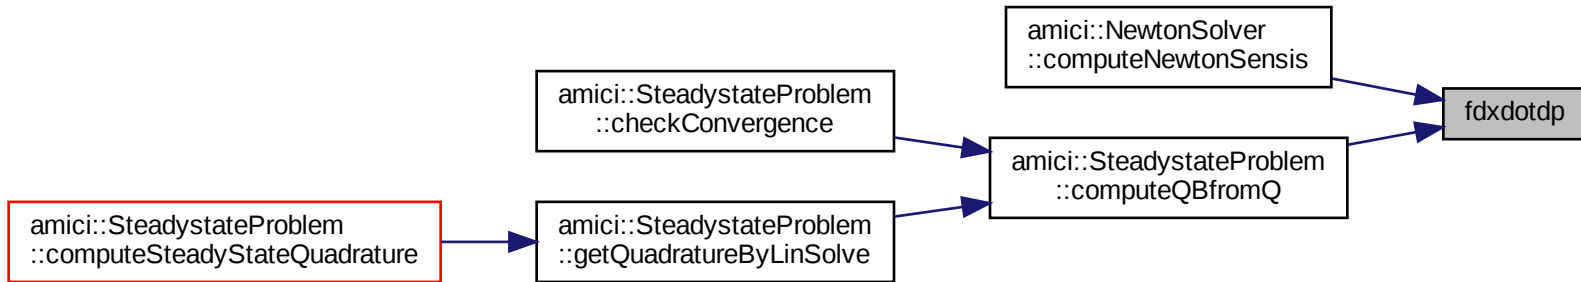 amici::NewtonSolver
::computeNewtonSensis
amici::SteadystateProblem
::checkConvergence
fdxdotdp
amici::SteadystateProblem
::computeQBfromQ
amici::SteadystateProblem
::computeSteadyStateQuadrature
amici::SteadystateProblem
::getQuadratureByLinSolve